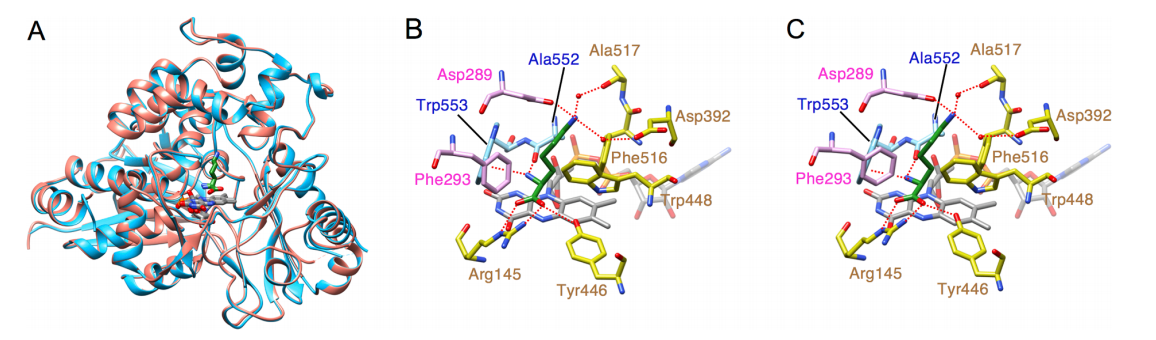 A
B
C
Ala517
Ala552
Asp289
Trp553
Asp392
Phe516
Phe293
Trp448
Arg145
Tyr446
Ala517
Ala552
Asp289
Trp553
Asp392
Phe516
Phe293
Trp448
Arg145
Tyr446